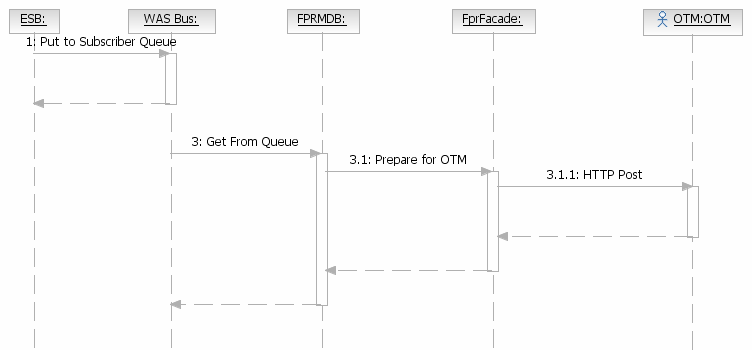 ESB:
WAS Bus:
FPRMDB:
FprFacade:
OTM:OTM
1: Put to Subscriber Queue
3: Get From Queue
3.1: Prepare for OTM
3.1.1: HTTP Post